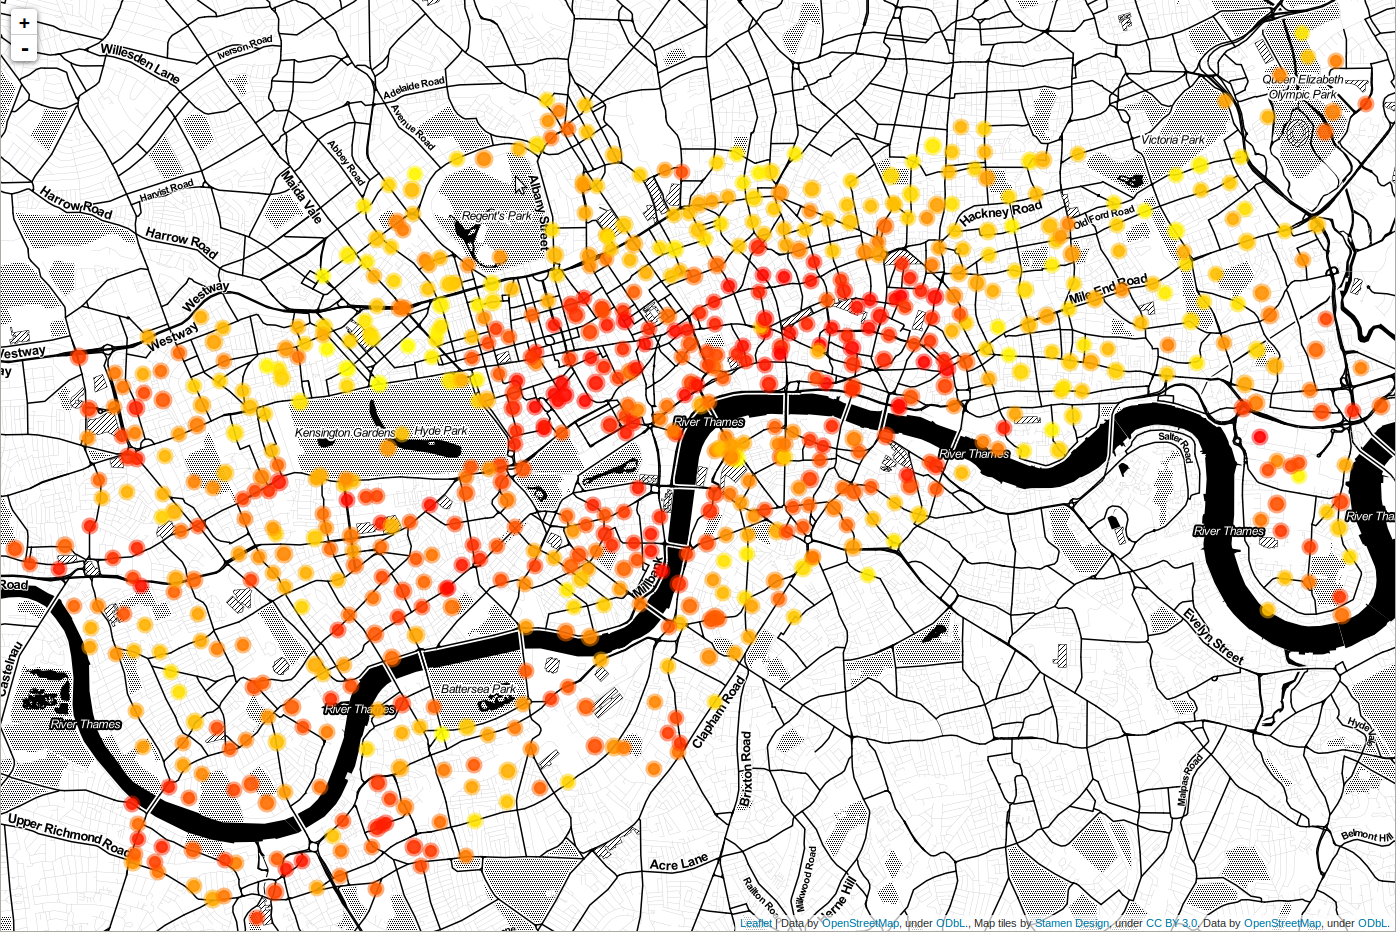 +
-
Willesden Lane
Iverson Road
Adelaide Road
Avenue Road
Abbey Road
Queen Elizabeth
Olympic Park
Victoria Park
Harrow Road
Harvist Road
Maida Vale
Albany Street
Regent's Park
Hackney Road
Old Ford Road
Harrow Road
Westway
Mile End Road
Westway
Westway
ay
Kensington Gardens
Hyde Park
River Thames
Salter Road
River Thames
River Tha
River Thames
Road
Millbank
Castelnau
Evelyn Street
Battersea Park
River Thames
River Thames
Clapham Road
Hyde Vale
Brixton Road
Malpas Road
Upper Richmond Road
Belmont Hill
Acre Lane
Railton Roa
Milkwood Road
Herne Hill
Leaflet | Data by OpenStreetMap, under ODbL., Map tiles by Stamen Design, under CC BY 3.0. Data by OpenStreetMap, under ODbL.